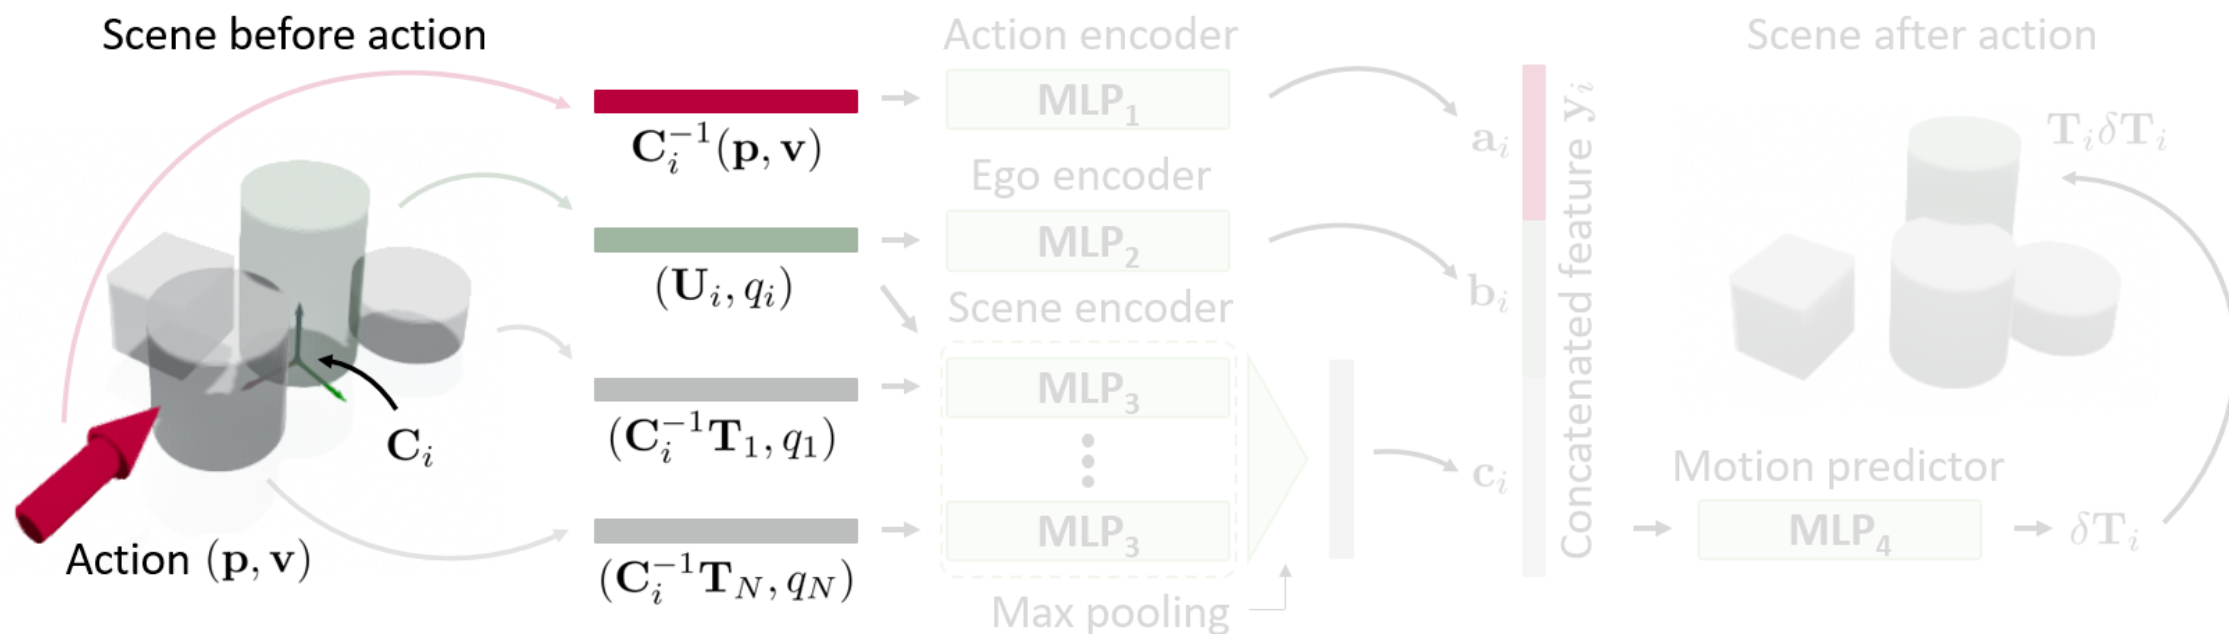 Scene before action
Action encoder
Scene after action
MLP₁
C_i^{-1}(p, v)
a_i
T_i δT_i
Ego encoder
MLP₂
(U_i, q_i)
b_i
Scene encoder
MLP₃
C_i
(C_i^{-1}T_1, q_1)
c_i
Concatenated feature y_i
Motion predictor
MLP₃
MLP₄
δT_i
Action (p, v)
(C_i^{-1}T_N, q_N)
Max pooling